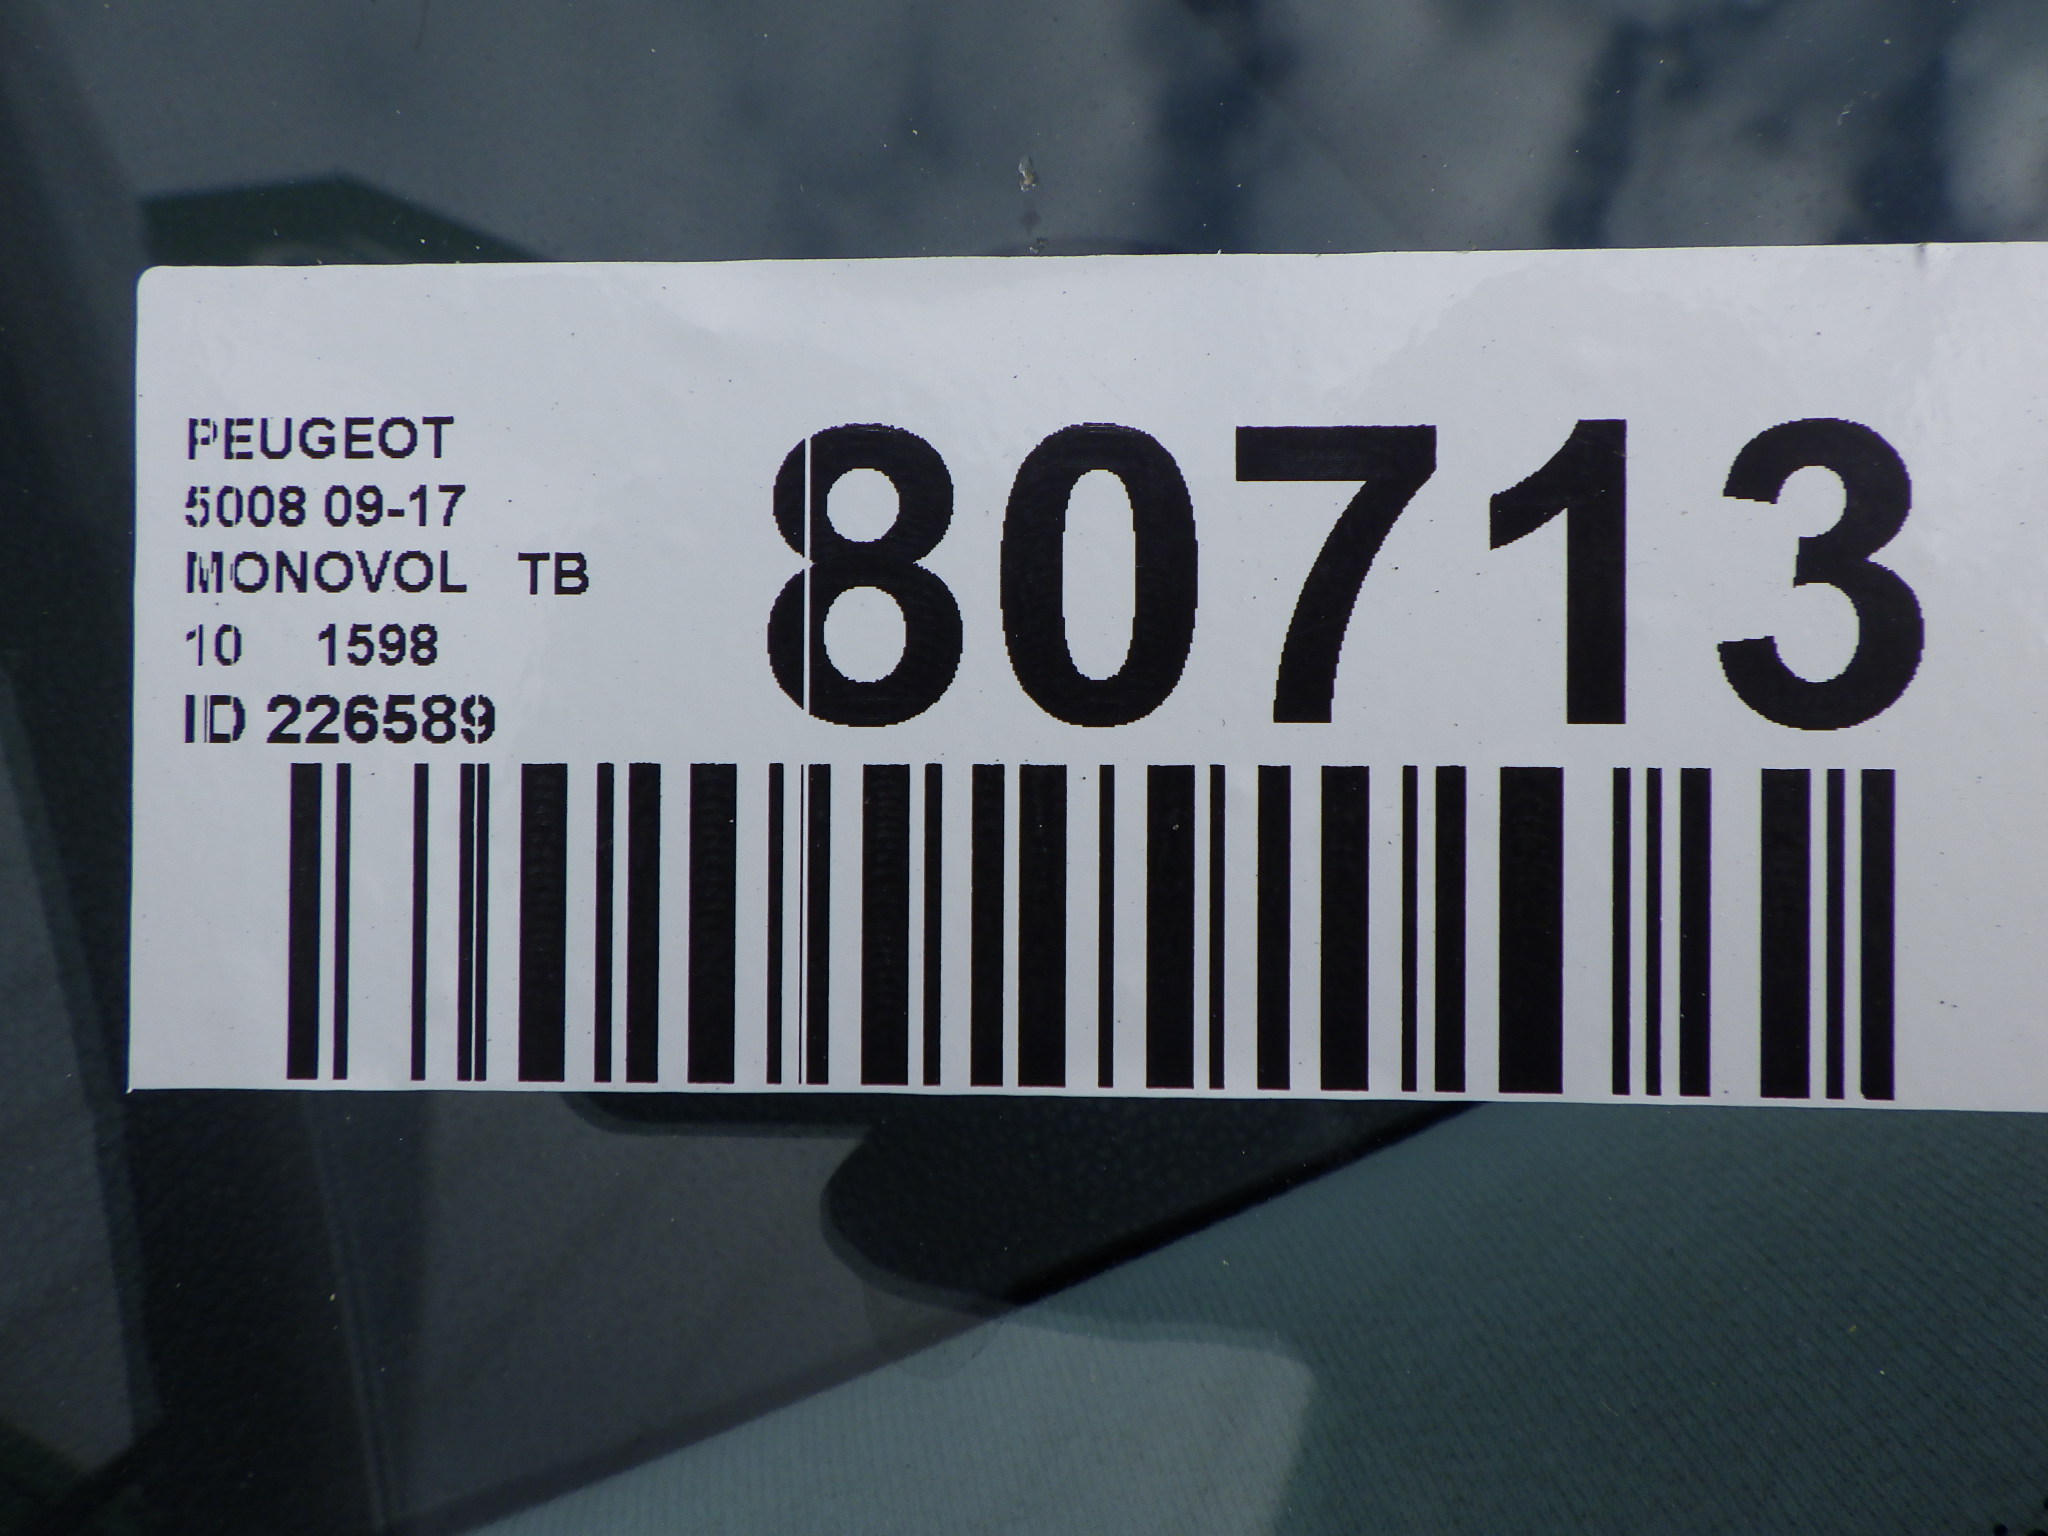 PEUGEOT
5008 09-17
MONOVOL TB
10 1598
ID 226589
80713